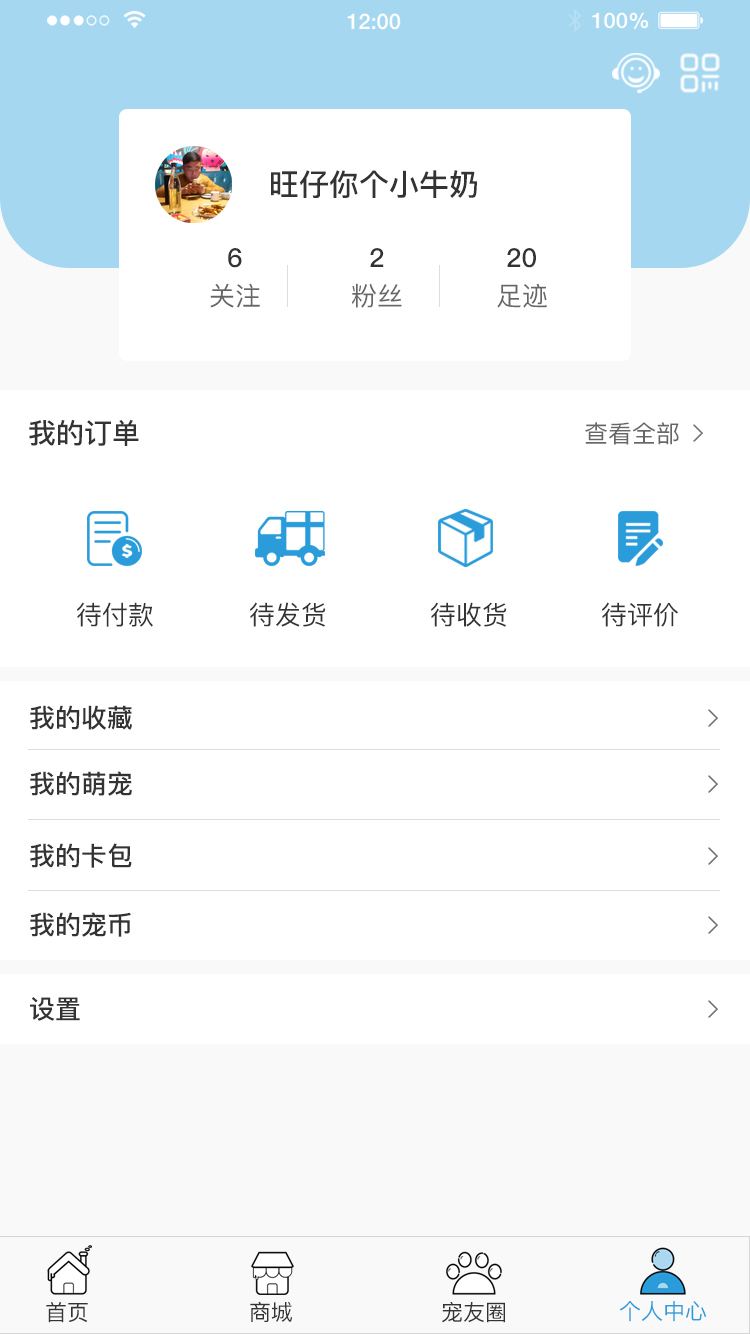 12:00
100%
旺仔你个小牛奶
6 2 20
关注 粉丝 足迹
我的订单 查看全部
待付款 待发货 待收货 待评价
我的收藏
我的萌宠
我的卡包
我的宠币
设置
首页 商城 宠友圈 个人中心